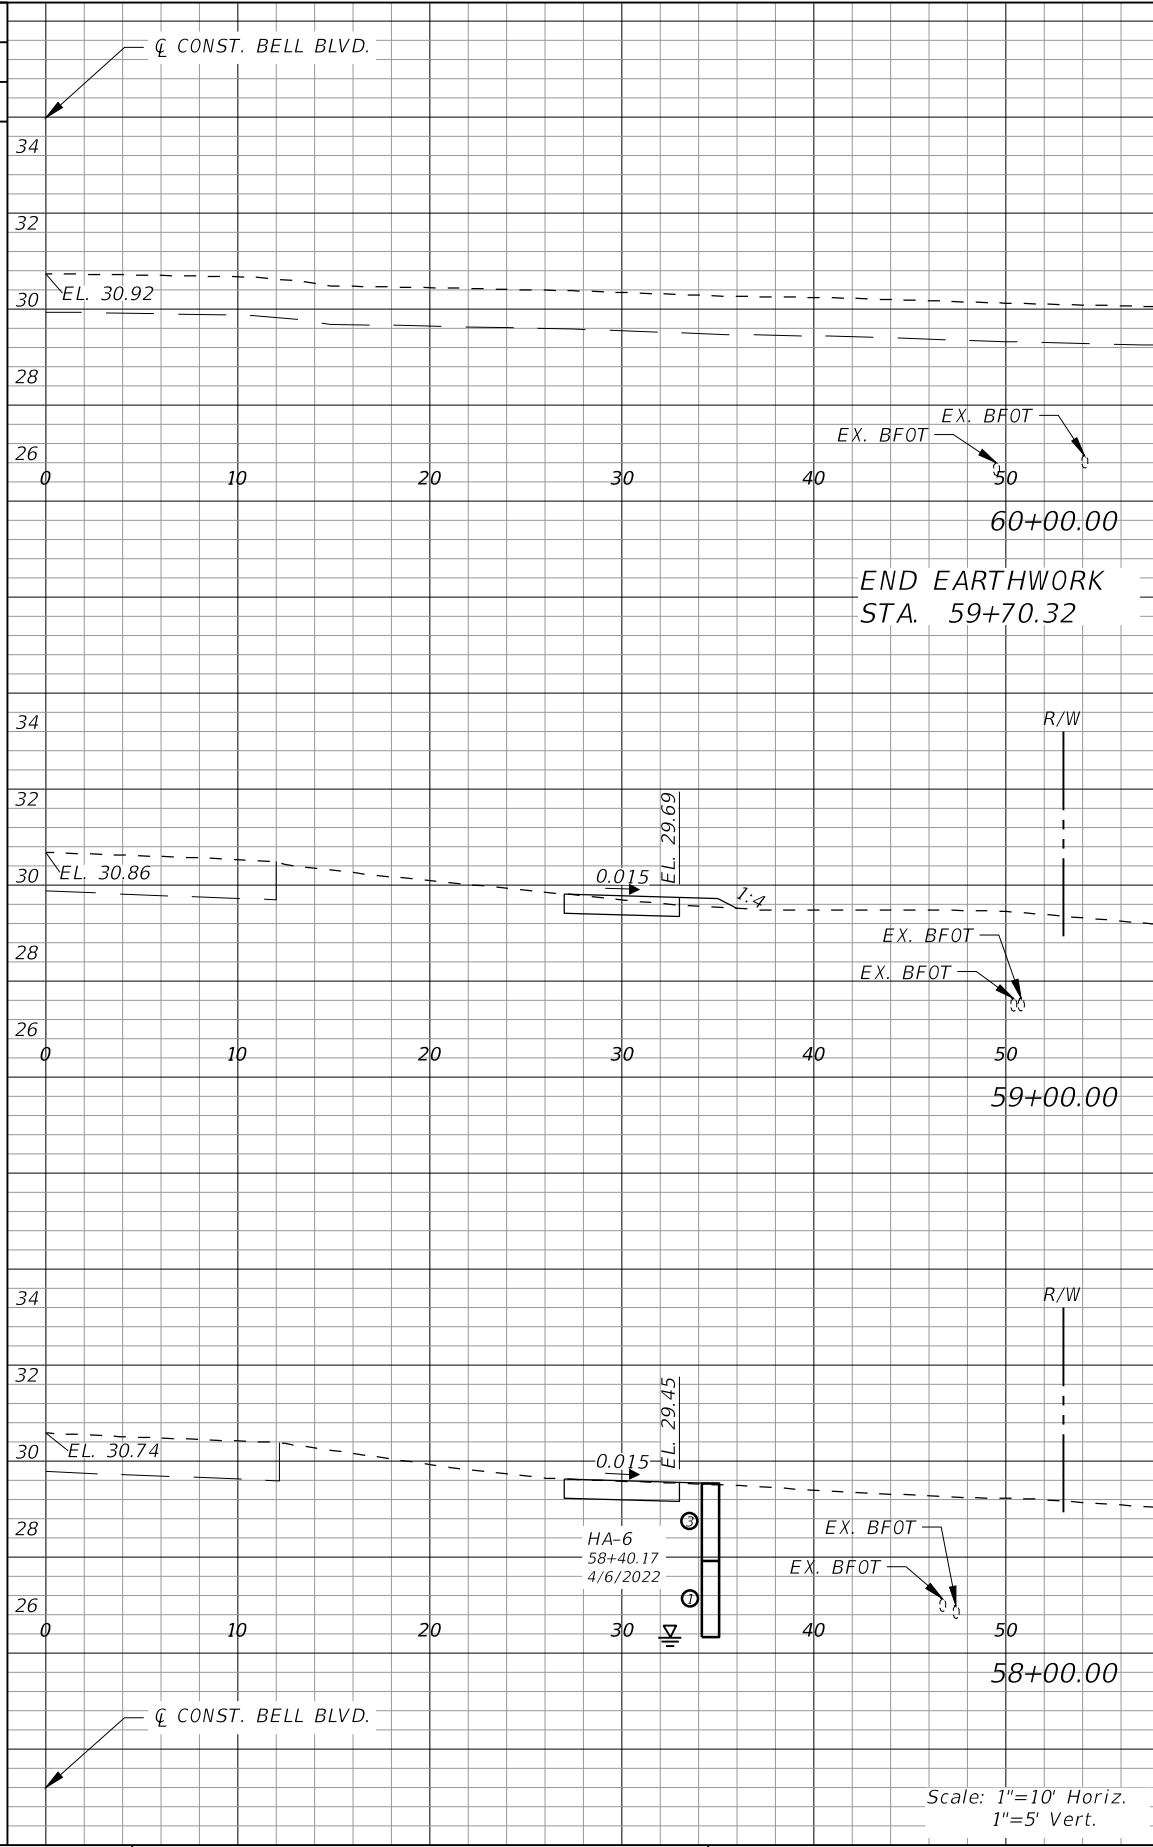 ℄ CONST. BELL BLVD.
34
32
EL. 30.92
30
28
EX. BFOT
EX. BFOT
26
0 10 20 30 40 50
60+00.00
END EARTHWORK
STA. 59+70.32
34
R/W
32
EL. 29.69
30
EL. 30.86
0.015
1:4
EX. BFOT
28
EX. BFOT
26
0 10 20 30 40 50
59+00.00
34
R/W
32
EL. 29.45
30
EL. 30.74
0.015
3
28
EX. BFOT
HA-6
58+40.17
4/6/2022
EX. BFOT
1
26
0 10 20 30 40 50
58+00.00
℄ CONST. BELL BLVD.
Scale: 1"=10' Horiz.
1"=5' Vert.